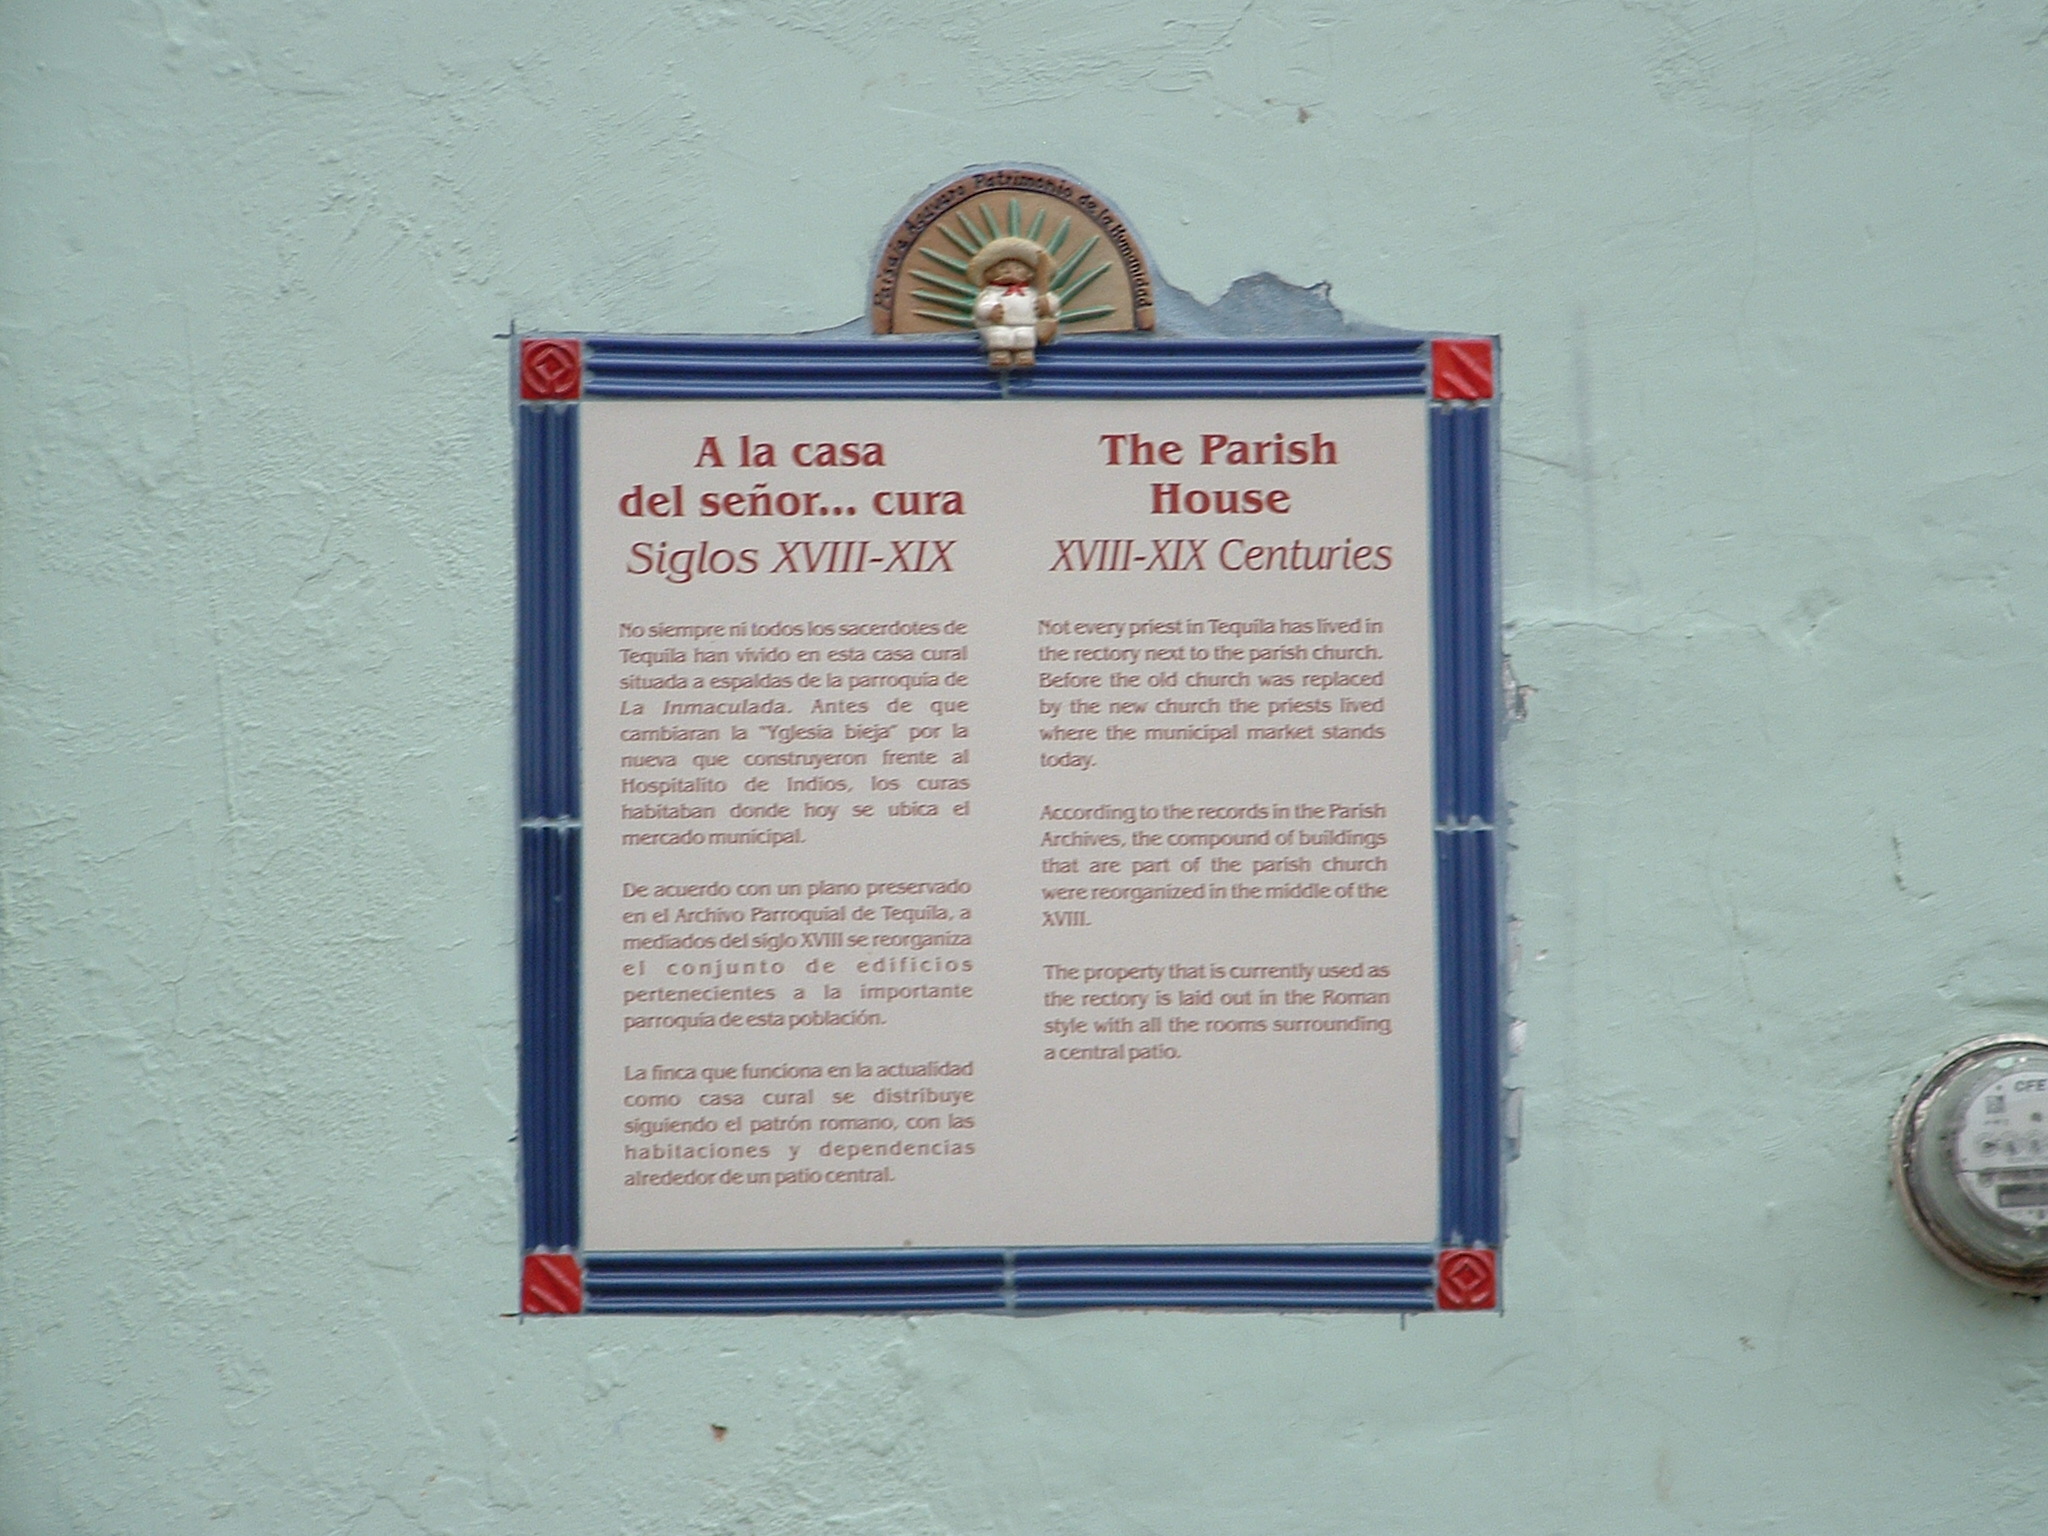 Paisaje Agavero Patrimonio de la Humanidad
A la casa
del señor... cura
Siglos XVIII-XIX
No siempre ni todos los sacerdotes de
Tequila han vivido en esta casa cural
situada a espaldas de la parroquia de
La Inmaculada. Antes de que
cambiaran la "Yglesia bieja" por la
nueva que construyeron frente al
Hospitalito de Indios, los curas
habitaban donde hoy se ubica el
mercado municipal.
De acuerdo con un plano preservado
en el Archivo Parroquial de Tequila, a
mediados del siglo XVIII se reorganiza
el conjunto de edificios
pertenecientes a la importante
parroquia de esta población.
La finca que funciona en la actualidad
como casa cural se distribuye
siguiendo el patrón romano, con las
habitaciones y dependencias
alrededor de un patio central.
The Parish
House
XVIII-XIX Centuries
Not every priest in Tequila has lived in
the rectory next to the parish church.
Before the old church was replaced
by the new church the priests lived
where the municipal market stands
today.
According to the records in the Parish
Archives, the compound of buildings
that are part of the parish church
were reorganized in the middle of the
XVIII.
The property that is currently used as
the rectory is laid out in the Roman
style with all the rooms surrounding
a central patio.
CFE